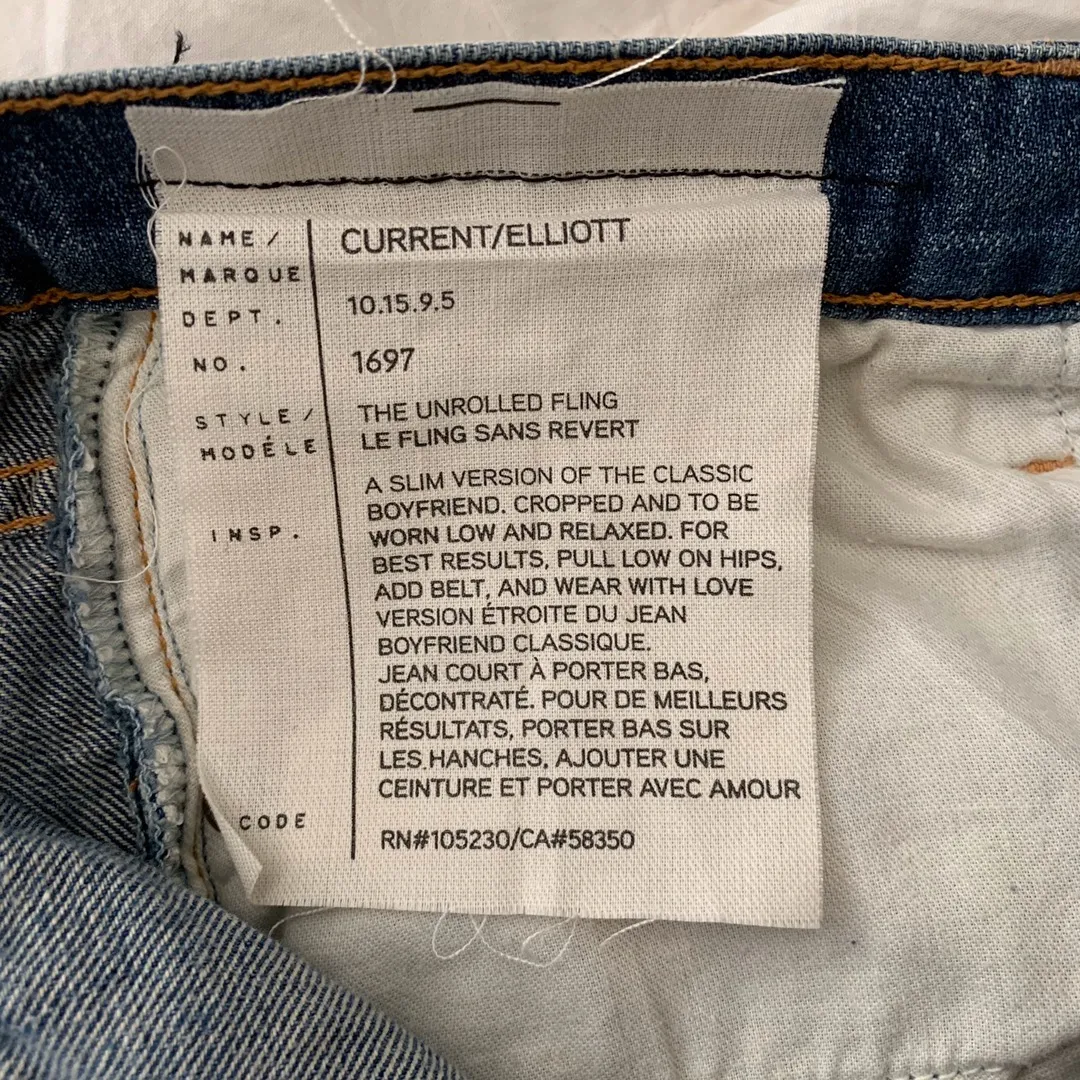 NAME / CURRENT/ELLIOTT
MARQUE
DEPT. 10.15.9.5
NO. 1697
STYLE / THE UNROLLED FLING
MODÉLE LE FLING SANS REVERT
A SLIM VERSION OF THE CLASSIC
BOYFRIEND. CROPPED AND TO BE
INSP. WORN LOW AND RELAXED. FOR
BEST RESULTS, PULL LOW ON HIPS,
ADD BELT, AND WEAR WITH LOVE
VERSION ÉTROITE DU JEAN
BOYFRIEND CLASSIQUE.
JEAN COURT À PORTER BAS,
DÉCONTRATÉ. POUR DE MEILLEURS
RÉSULTATS, PORTER BAS SUR
LES HANCHES, AJOUTER UNE
CEINTURE ET PORTER AVEC AMOUR
CODE RN#105230/CA#58350